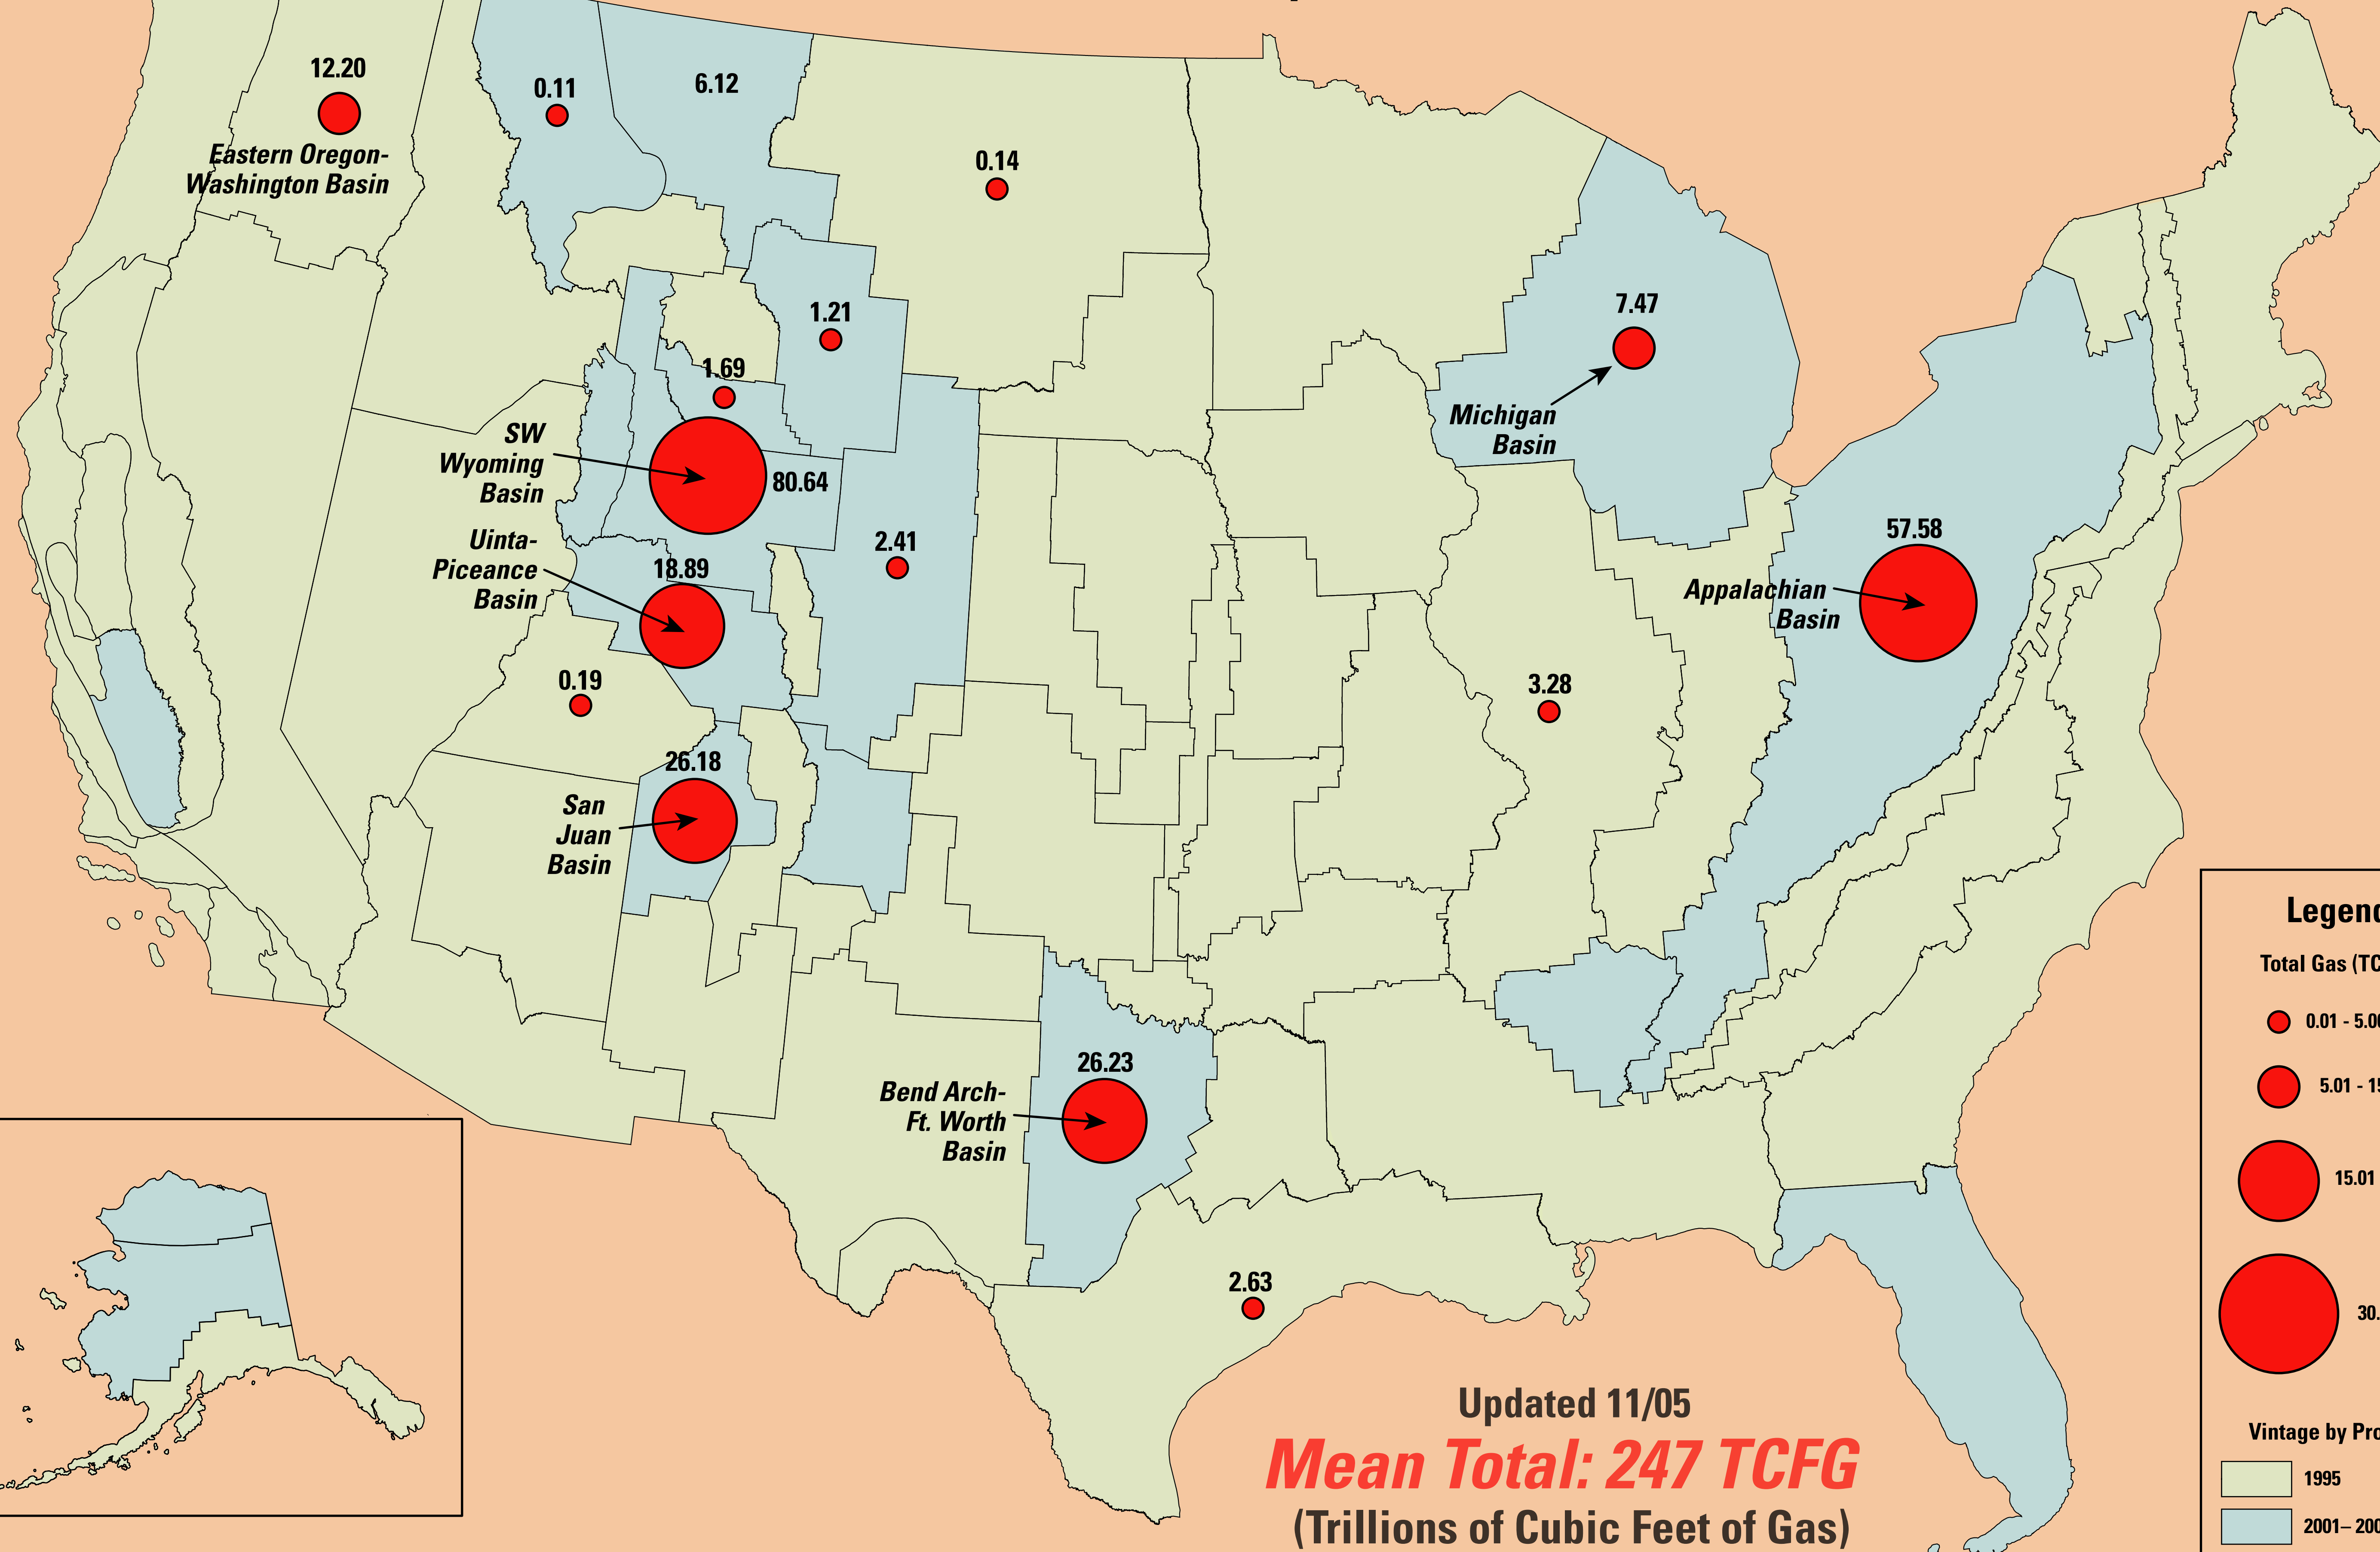 12.20
Eastern Oregon-
Washington Basin
0.11
6.12
0.14
1.21
1.69
SW
Wyoming
Basin
80.64
Uinta-
Piceance
Basin
18.89
2.41
0.19
26.18
San
Juan
Basin
7.47
Michigan
Basin
57.58
Appalachian
Basin
3.28
26.23
Bend Arch-
Ft. Worth
Basin
2.63
Updated 11/05
Mean Total: 247 TCFG
(Trillions of Cubic Feet of Gas)
Legend
Total Gas (TC
0.01 - 5.00
5.01 - 15
15.01
30.
Vintage by Pro
1995
2001– 200